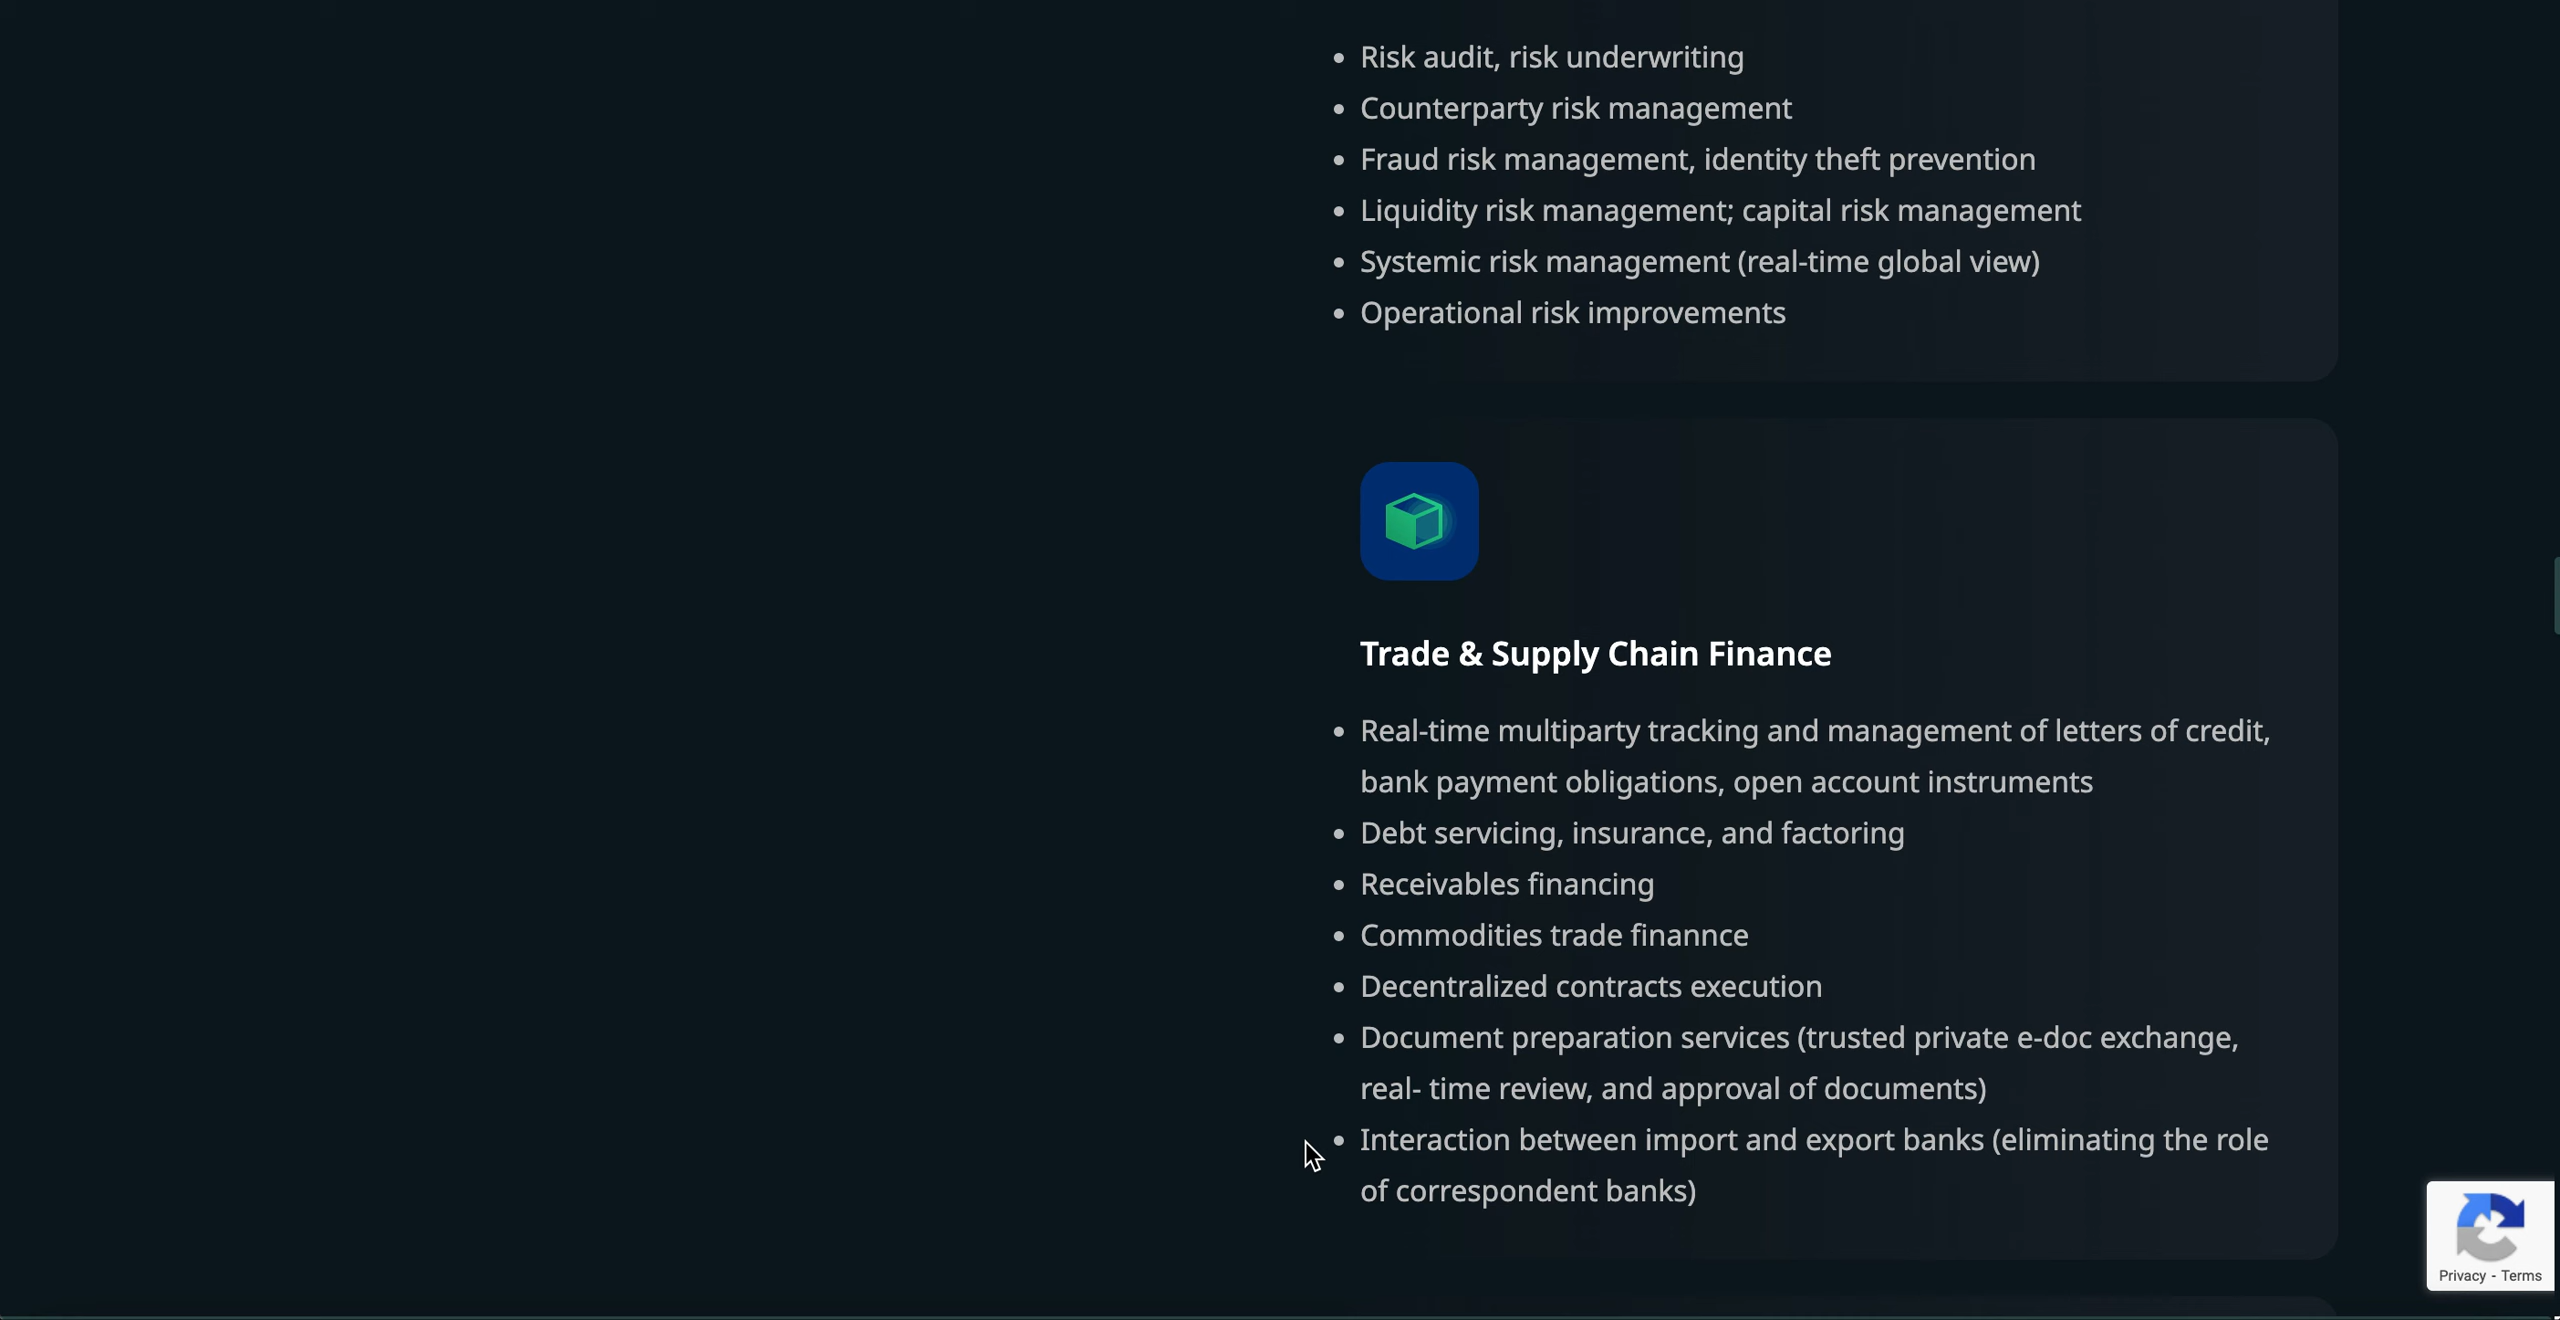 Risk audit, risk underwriting
Counterparty risk management
Fraud risk management, identity theft prevention
Liquidity risk management; capital risk management
Systemic risk management (real-time global view)
Operational risk improvements
Trade & Supply Chain Finance
Real-time multiparty tracking and management of letters of credit,
bank payment obligations, open account instruments
Debt servicing, insurance, and factoring
Receivables financing
Commodities trade finannce
Decentralized contracts execution
Document preparation services (trusted private e-doc exchange,
real- time review, and approval of documents)
Interaction between import and export banks (eliminating the role
of correspondent banks)
Privacy - Terms